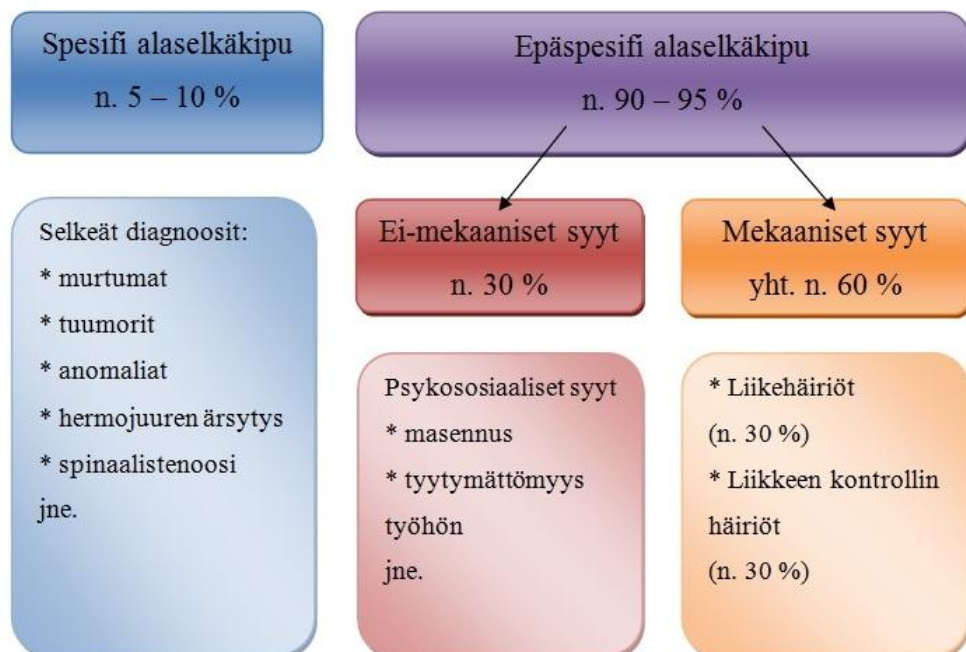 Spesifi alaselkäkipu
n. 5 – 10 %
Epäspesifi alaselkäkipu
n. 90 – 95 %
Selkeät diagnoosit:
* murtumat
* tuumorit
* anomaliat
* hermojuuren ärsytys
* spinaalistenoosi
jne.
Ei-mekaaniset syyt
n. 30 %
Psykososiaaliset syyt
* masennus
* tyytymättömyys
työhön
jne.
Mekaaniset syyt
yht. n. 60 %
* Liikehäiriöt
(n. 30 %)
* Liikkeen kontrollin
häiriöt
(n. 30 %)